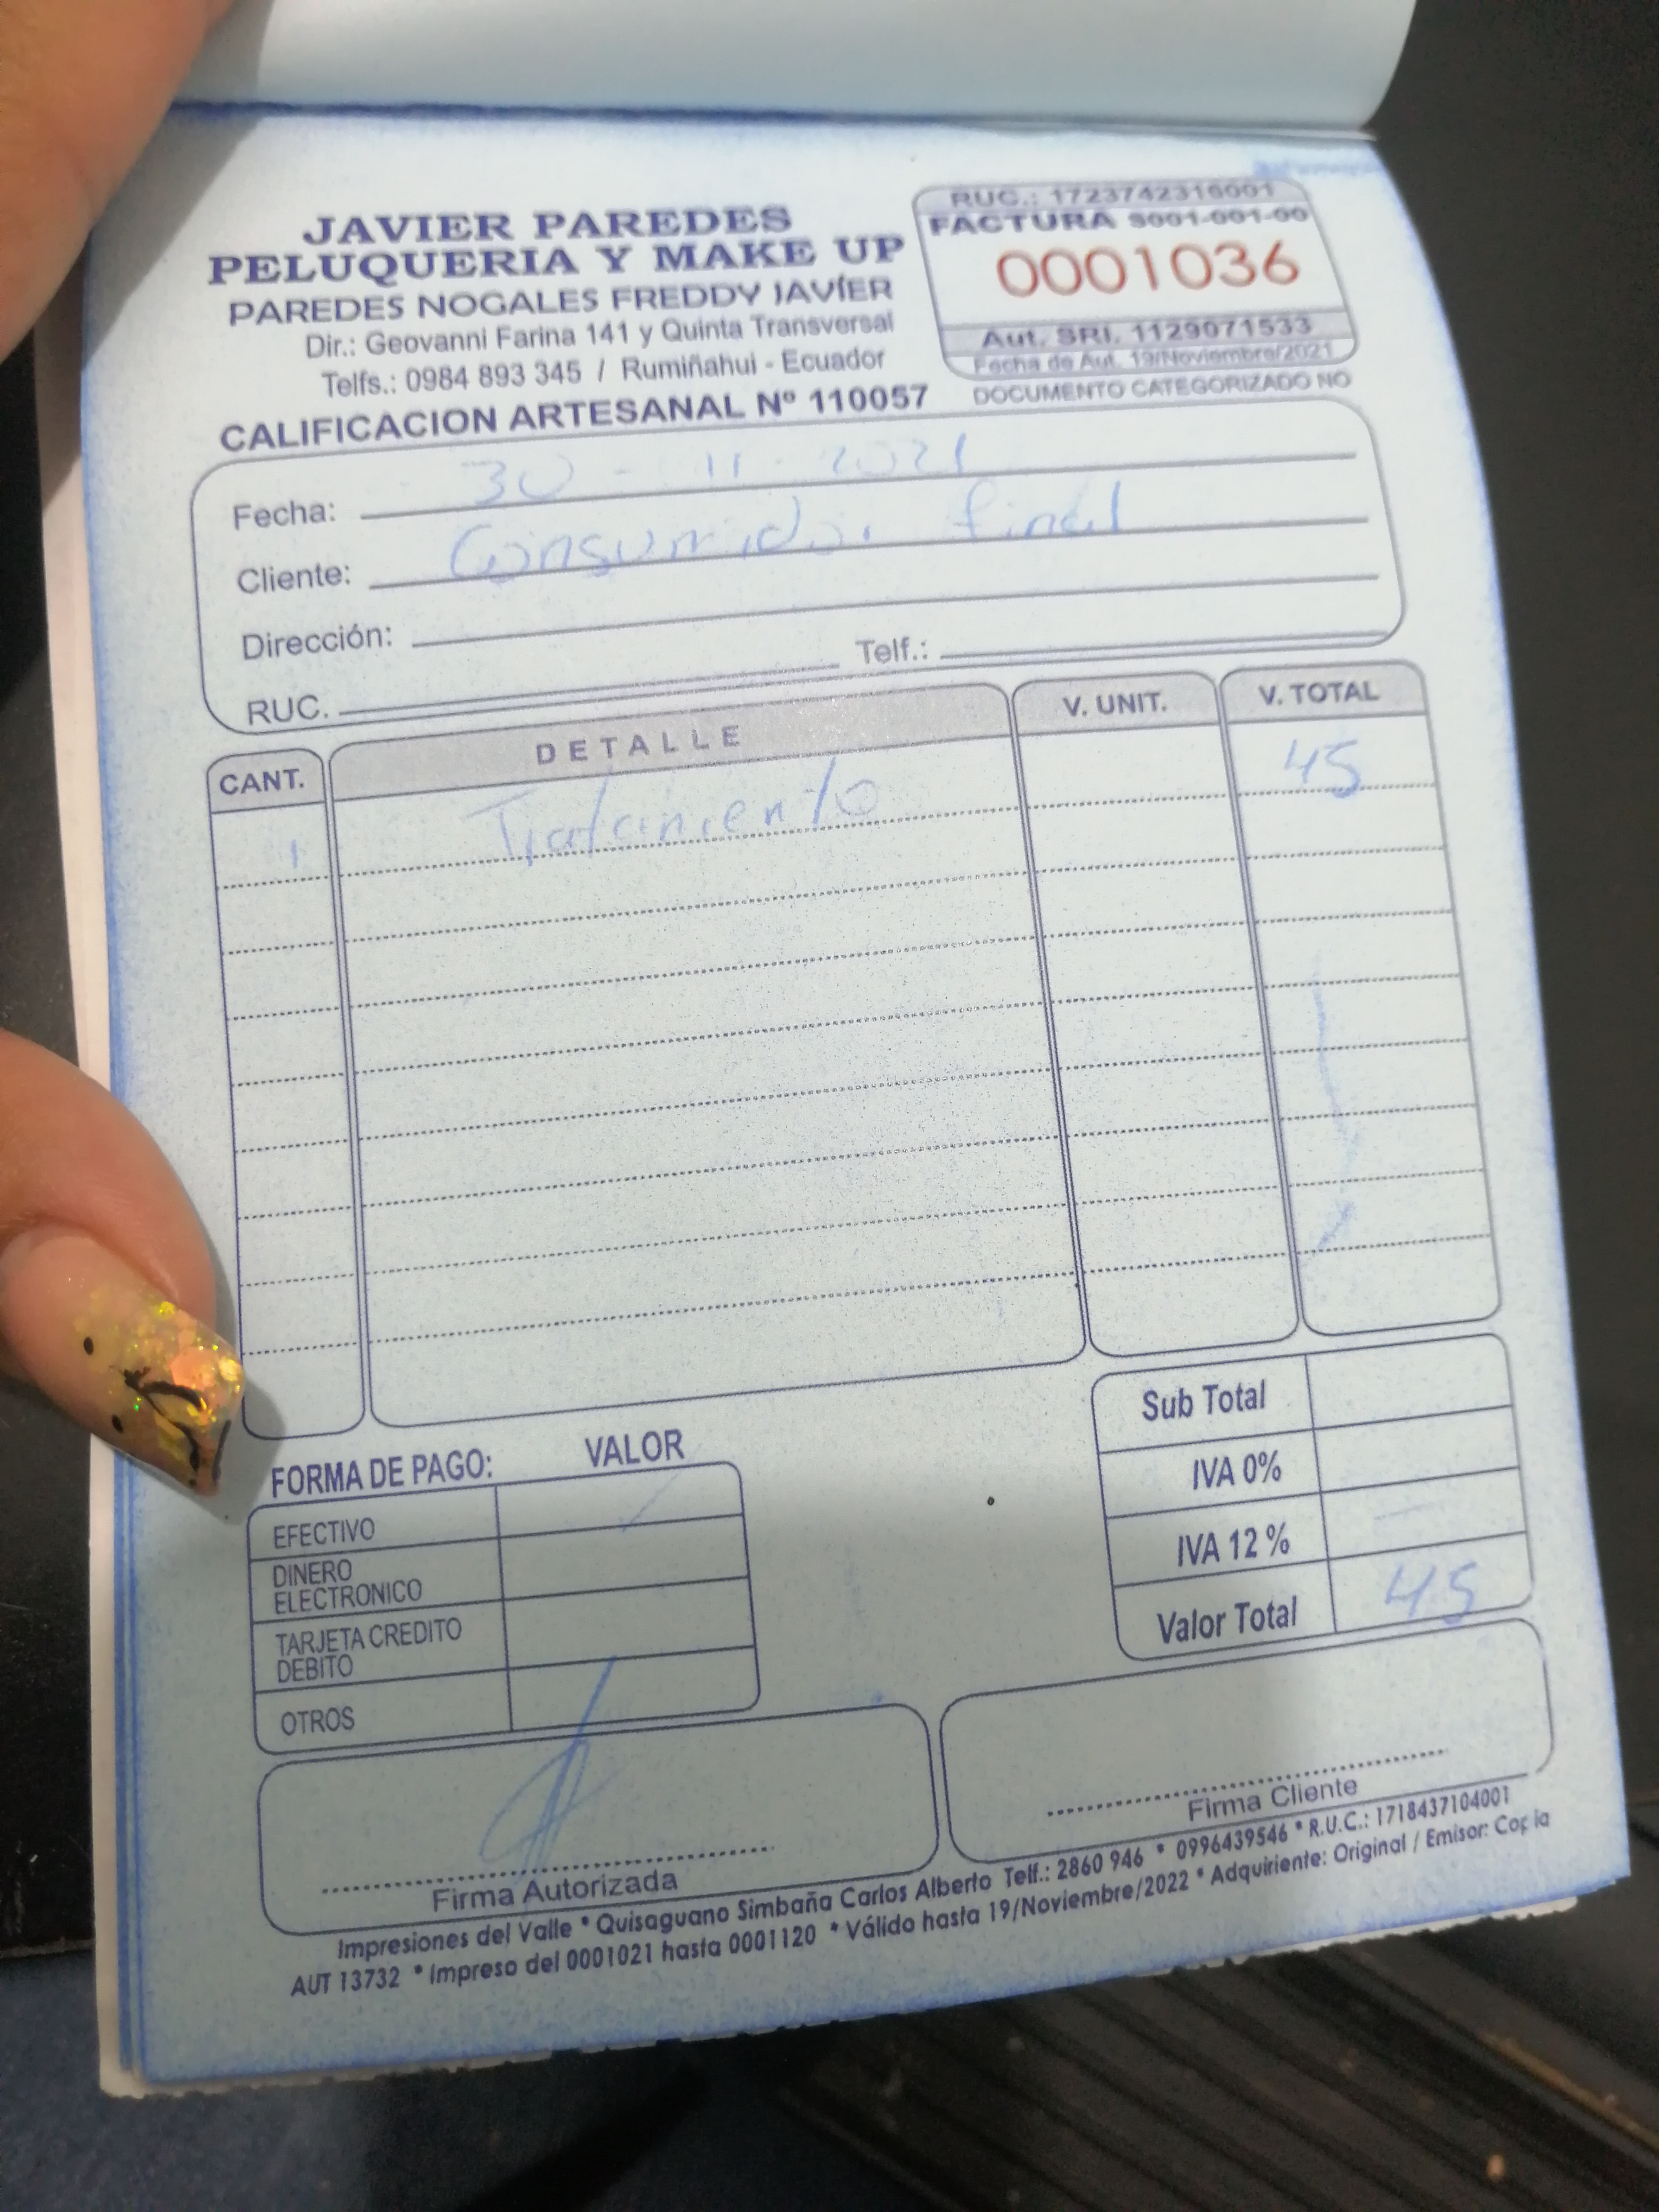 JAVIER PAREDES
PELUQUERIA Y MAKE UP
PAREDES NOGALES FREDDY JAVÍER
Dir.: Geovanni Farina 141 y Quinta Transversal
Telfs.: 0984 893 345 / Rumiñahui - Ecuador
CALIFICACION ARTESANAL Nº 110057
RUC.: 1723742316001
FACTURA S001-001-00
0001036
Aut. SRI. 1129071533
Fecha de Aut. 19/Noviembre/2021
DOCUMENTO CATEGORIZADO NO
Fecha: 30 - 11 - 2021
Cliente: Consumidor final
Dirección:
RUC. Telf.:
CANT. DETALLE V. UNIT. V. TOTAL
1 Tratamiento 45
FORMA DE PAGO: VALOR
EFECTIVO
DINERO
ELECTRONICO
TARJETA CREDITO
DEBITO
OTROS
Sub Total
IVA 0%
IVA 12 %
Valor Total 45
Firma Autorizada
Firma Cliente
Impresiones del Valle * Quisaguano Simbaña Carlos Alberto Telf.: 2860 946 * 0996439546 * R.U.C.: 1718437104001
AUT 13732 * Impreso del 0001021 hasta 0001120 * Válido hasta 19/Noviembre/2022 * Adquiriente: Original / Emisor: Copia